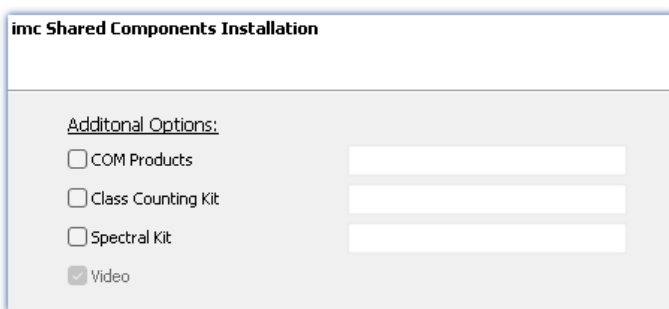 imc Shared Components Installation
Additonal Options:
COM Products
Class Counting Kit
Spectral Kit
Video